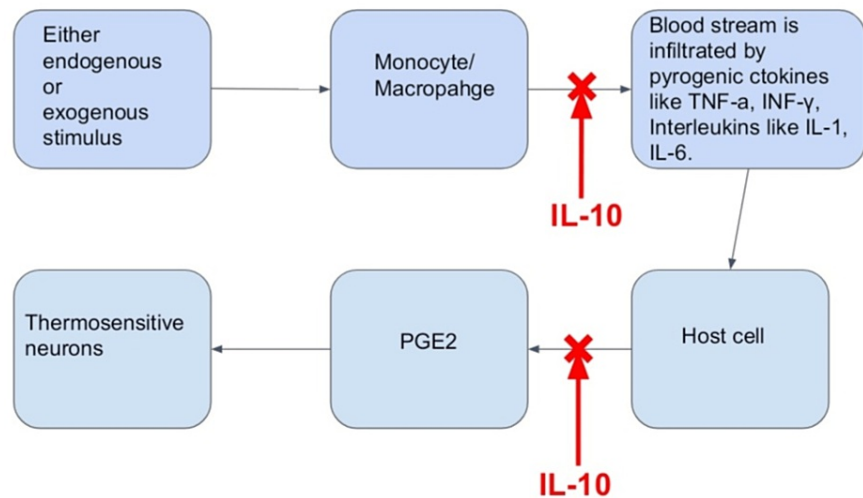 Either
endogenous
or
exogenous
stimulus
Monocyte/
Macropahge
Blood stream is
infiltrated by
pyrogenic ctokines
like TNF-a, INF-γ,
Interleukins like IL-1,
IL-6.
IL-10
Thermosensitive
neurons
PGE2
Host cell
IL-10